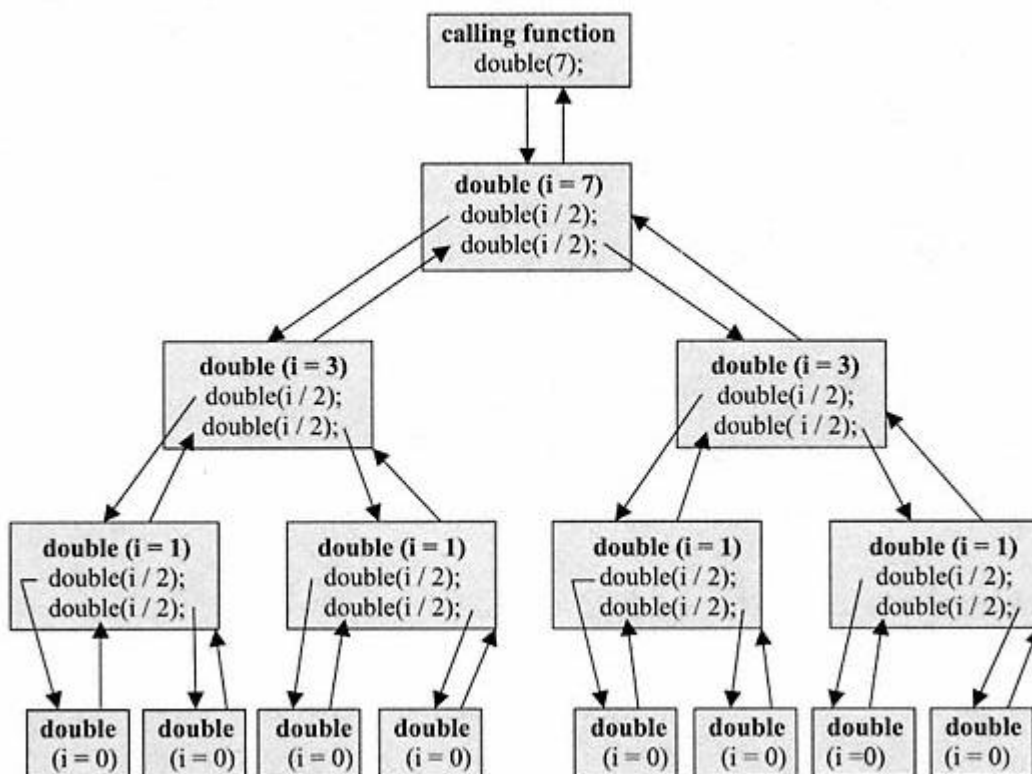 calling function
double(7);
double (i = 7)
double(i / 2);
double(i / 2);
double (i = 3)
double(i / 2);
double(i / 2);
double (i = 3)
double(i / 2);
double( i / 2);
double (i = 1)
double(i / 2);
double(i / 2);
double (i = 1)
double(i / 2);
double(i / 2);
double (i = 1)
double(i / 2);
double(i / 2);
double (i = 1)
double(i / 2);
double(i / 2);
double
(i = 0)
double
(i = 0)
double
(i = 0)
double
(i = 0)
double
(i = 0)
double
(i = 0)
double
(i =0)
double
(i = 0)